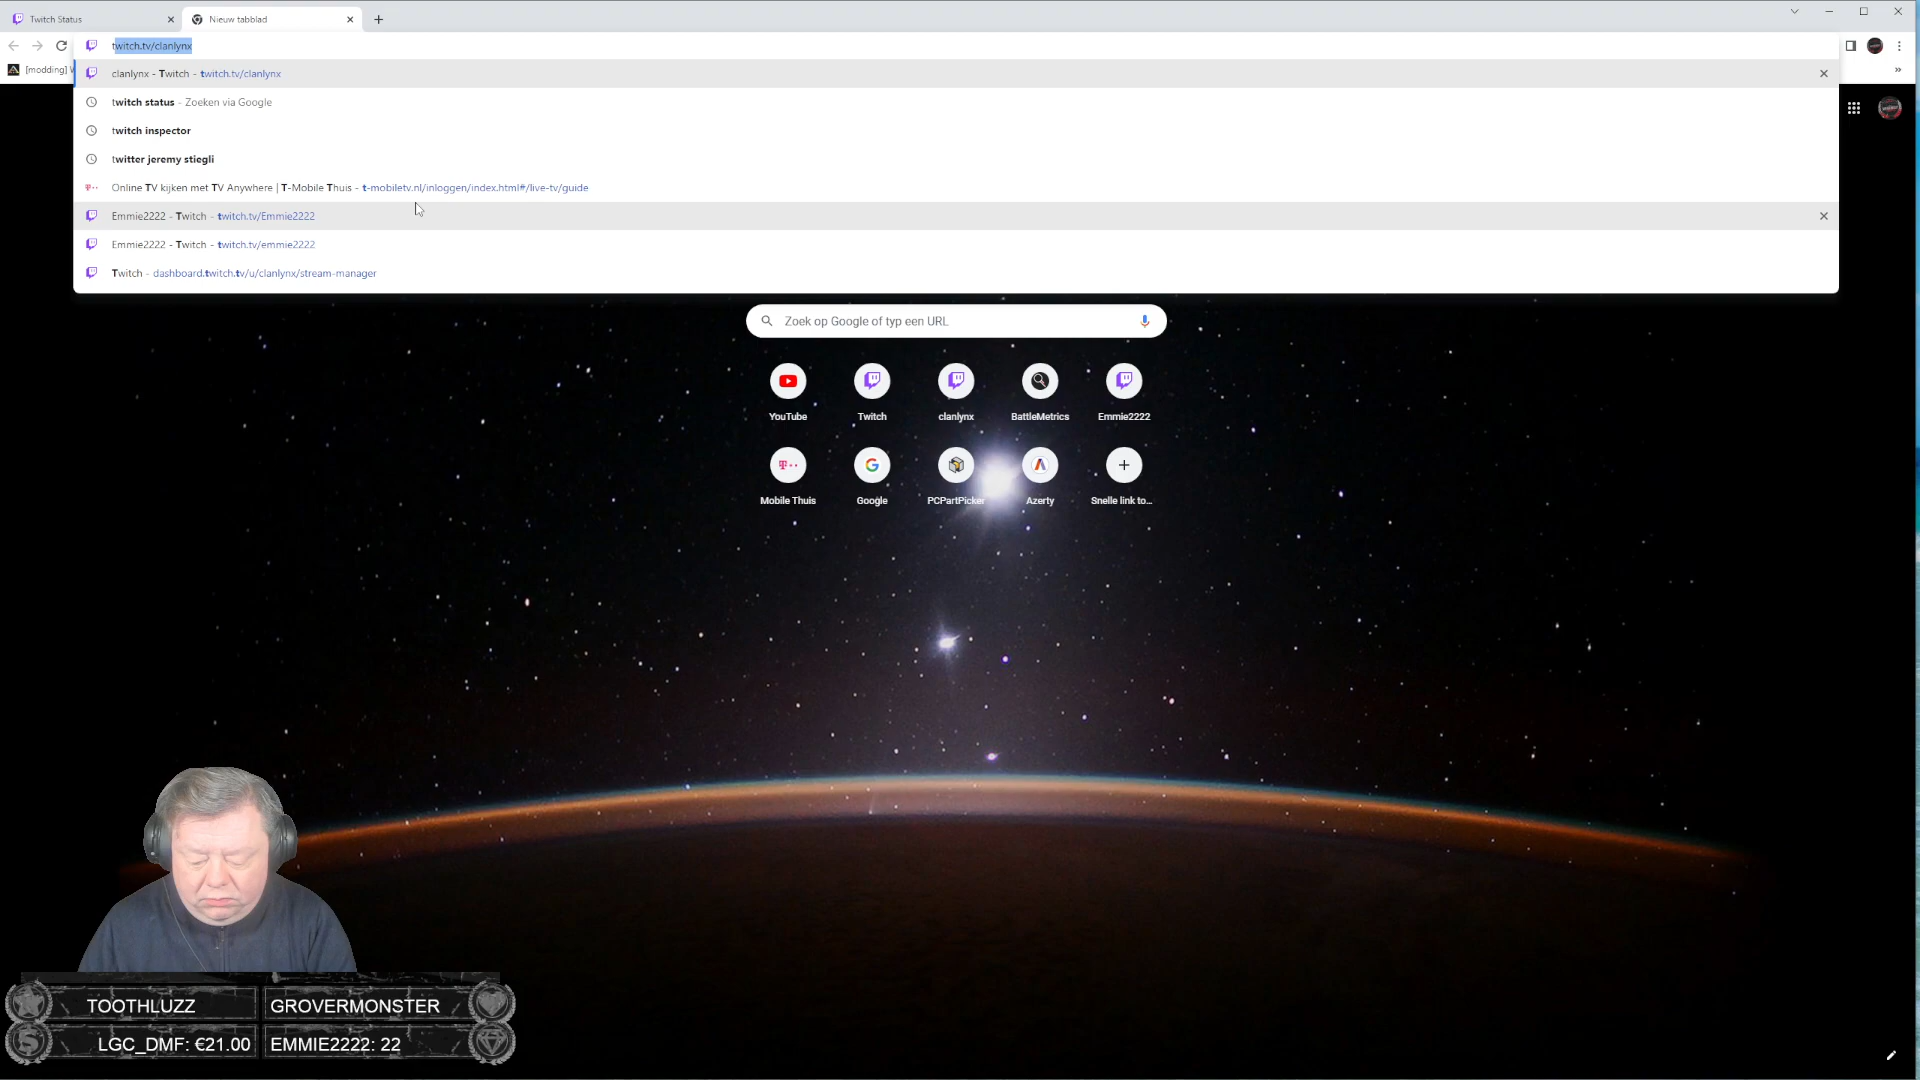 Twitch Status
Nieuw tabblad
twitch.tv/clanlynx
[modding]
clanlynx - Twitch - twitch.tv/clanlynx
twitch status - Zoeken via Google
twitch inspector
twitter jeremy stiegli
Online TV kijken met TV Anywhere | T-Mobile Thuis - t-mobiletv.nl/inloggen/index.html#/live-tv/guide
Emmie2222 - Twitch - twitch.tv/Emmie2222
Emmie2222 - Twitch - twitch.tv/emmie2222
Twitch - dashboard.twitch.tv/u/clanlynx/stream-manager
Zoek op Google of typ een URL
YouTube
Twitch
clanlynx
BattleMetrics
Emmie2222
Mobile Thuis
Google
PCPartPicker
Azerty
Snelle link to...
TOOTHLUZZ
GROVERMONSTER
LGC_DMF: €21.00
EMMIE2222: 22